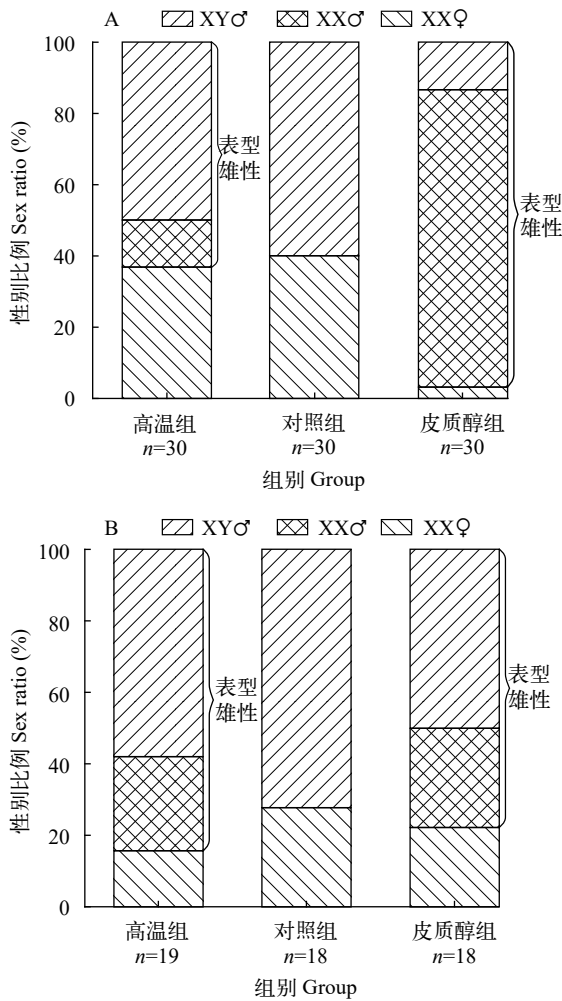 A XY♂ XX♂ XX♀
100
80
60
40
20
0
性别比例 Sex ratio (%)
表型
雄性
表型
雄性
高温组 对照组 皮质醇组
n=30 n=30 n=30
组别 Group
B XY♂ XX♂ XX♀
100
80
60
40
20
0
性别比例 Sex ratio (%)
表型
雄性
表型
雄性
高温组 对照组 皮质醇组
n=19 n=18 n=18
组别 Group